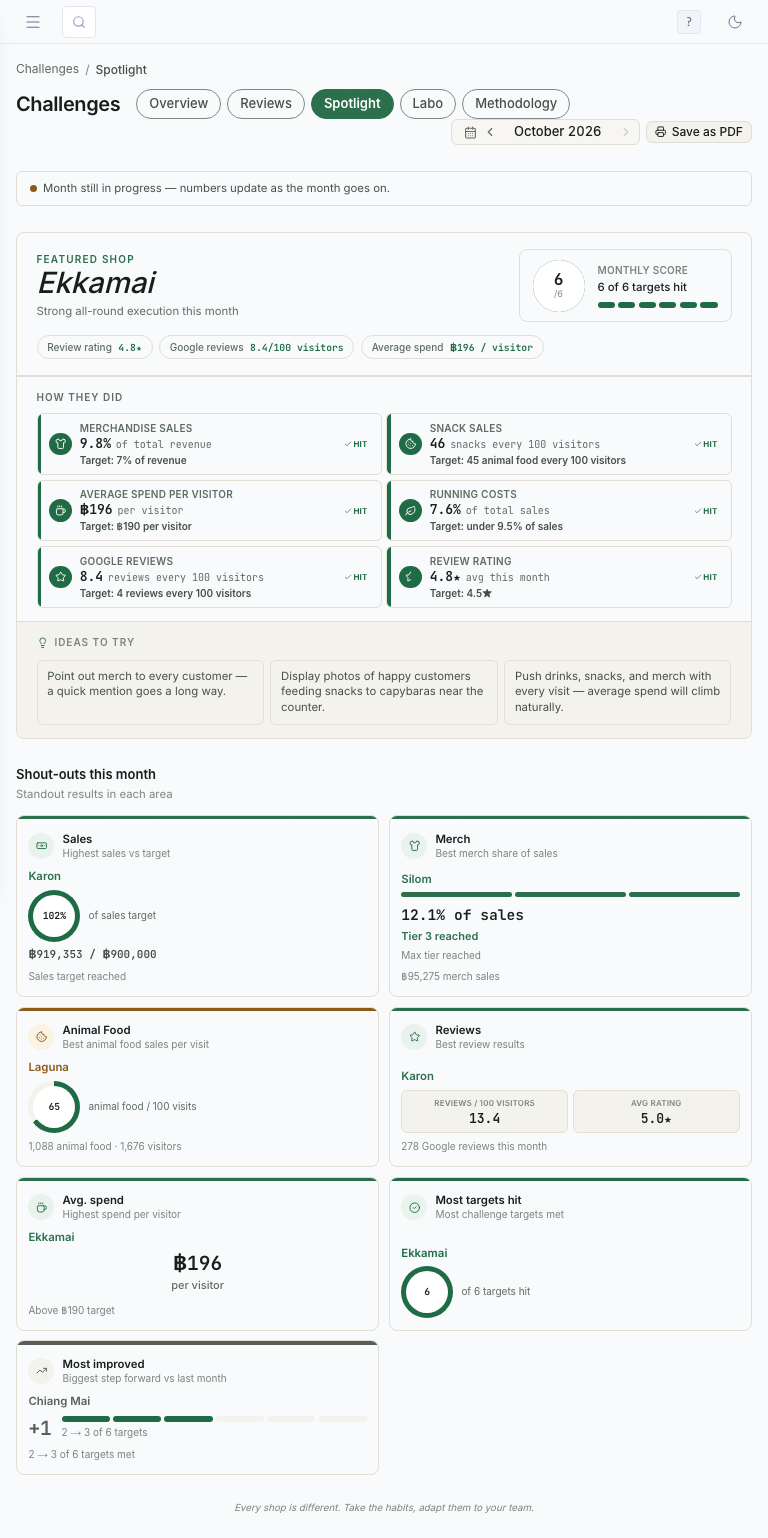 ?
Challenges / Spotlight
Challenges
Overview
Reviews
Spotlight
Labo
Methodology
October 2026
Save as PDF
Month still in progress — numbers update as the month goes on.
FEATURED SHOP
Ekkamai
Strong all-round execution this month
6
/6
MONTHLY SCORE
6 of 6 targets hit
Review rating 4.8★
Google reviews 8.4/100 visitors
Average spend ฿196 / visitor
HOW THEY DID
MERCHANDISE SALES
9.8% of total revenue
Target: 7% of revenue
✓ HIT
SNACK SALES
46 snacks every 100 visitors
Target: 45 animal food every 100 visitors
✓ HIT
AVERAGE SPEND PER VISITOR
฿196 per visitor
Target: ฿190 per visitor
✓ HIT
RUNNING COSTS
7.6% of total sales
Target: under 9.5% of sales
✓ HIT
GOOGLE REVIEWS
8.4 reviews every 100 visitors
Target: 4 reviews every 100 visitors
✓ HIT
REVIEW RATING
4.8★ avg this month
Target: 4.5★
✓ HIT
IDEAS TO TRY
Point out merch to every customer —
a quick mention goes a long way.
Display photos of happy customers
feeding snacks to capybaras near the
counter.
Push drinks, snacks, and merch with
every visit — average spend will climb
naturally.
Shout-outs this month
Standout results in each area
Sales
Highest sales vs target
Karon
102%
of sales target
฿919,353 / ฿900,000
Sales target reached
Merch
Best merch share of sales
Silom
12.1% of sales
Tier 3 reached
Max tier reached
฿95,275 merch sales
Animal Food
Best animal food sales per visit
Laguna
65
animal food / 100 visits
1,088 animal food · 1,676 visitors
Reviews
Best review results
Karon
REVIEWS / 100 VISITORS
13.4
AVG RATING
5.0★
278 Google reviews this month
Avg. spend
Highest spend per visitor
Ekkamai
฿196
per visitor
Above ฿190 target
Most targets hit
Most challenge targets met
Ekkamai
6
of 6 targets hit
Most improved
Biggest step forward vs last month
Chiang Mai
+1
2 → 3 of 6 targets
2 → 3 of 6 targets met
Every shop is different. Take the habits, adapt them to your team.